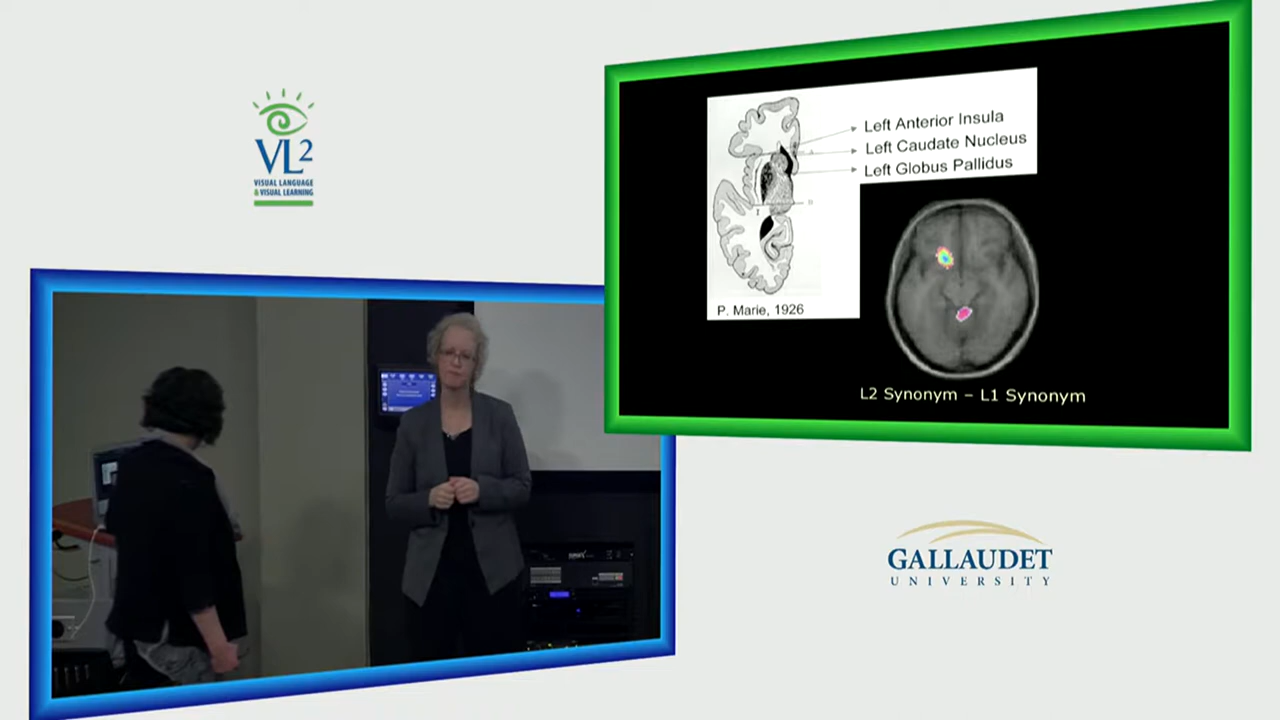 VL2
VISUAL LANGUAGE
& VISUAL LEARNING
Left Anterior Insula
Left Caudate Nucleus
Left Globus Pallidus
A
B
I
P. Marie, 1926
L2 Synonym – L1 Synonym
GALLAUDET
UNIVERSITY